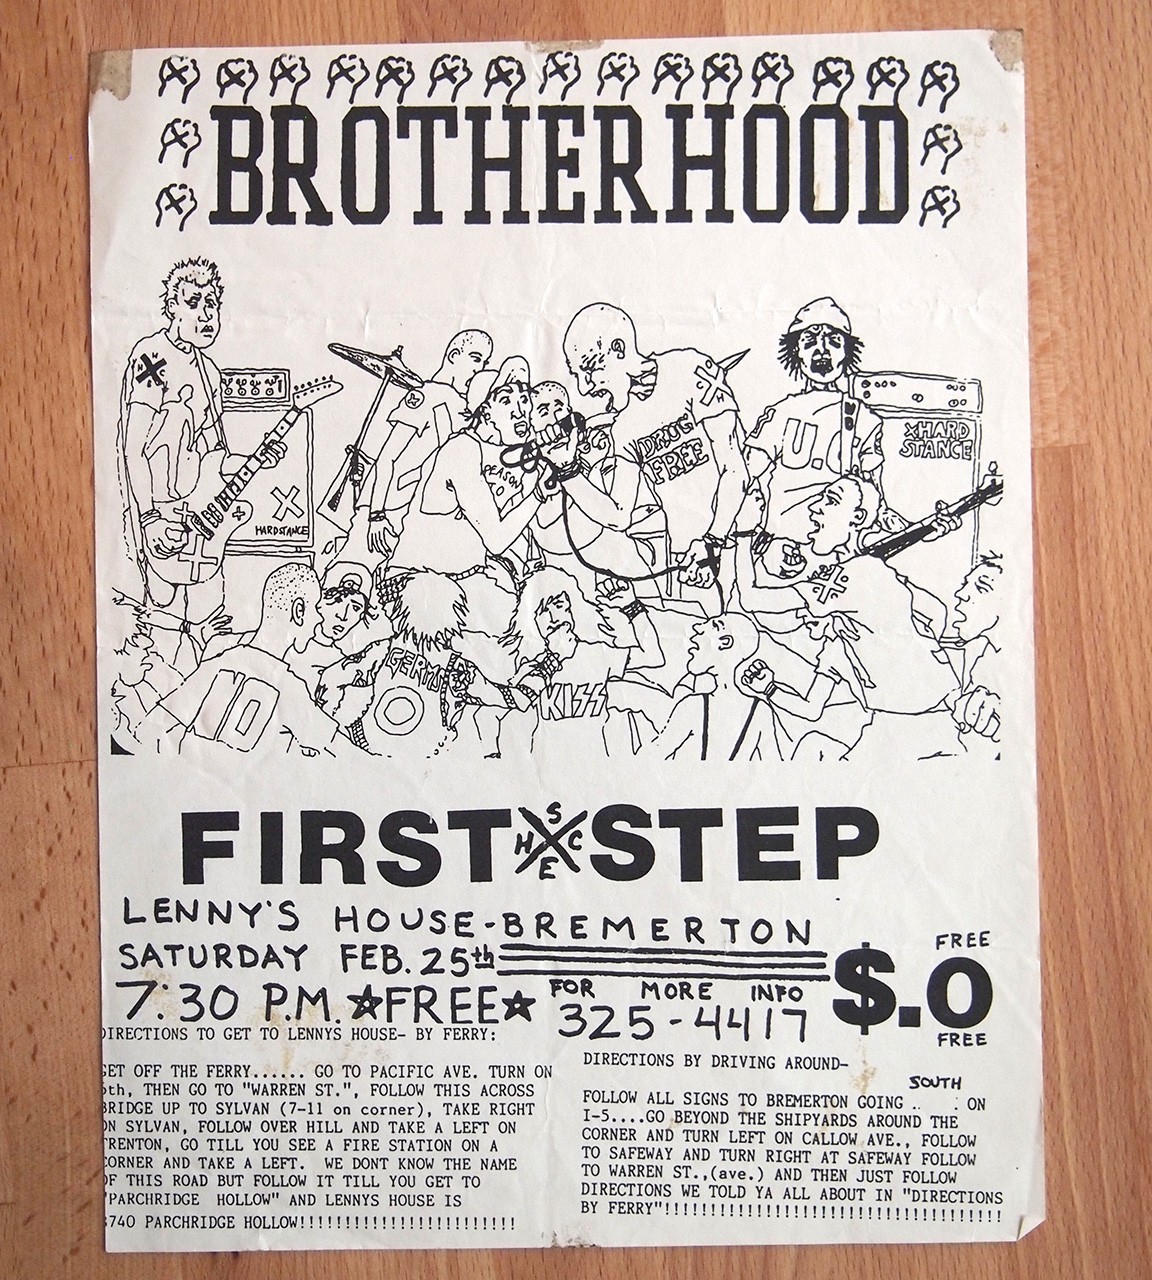 BROTHERHOOD
DRUG
FREE
U.C
XHARD
STANCE
REASON
TO
X
HARDSTANCE
GERMS
NO
KISS
FIRST STEP
S
H X C
E
LENNY'S HOUSE-BREMERTON
SATURDAY FEB. 25th
7:30 P.M. ☆FREE☆
FOR MORE INFO
325-4417
FREE
$.0
FREE
DIRECTIONS TO GET TO LENNYS HOUSE- BY FERRY:
GET OFF THE FERRY...... GO TO PACIFIC AVE. TURN ON
6th, THEN GO TO "WARREN ST.", FOLLOW THIS ACROSS
BRIDGE UP TO SYLVAN (7-11 on corner), TAKE RIGHT
ON SYLVAN, FOLLOW OVER HILL AND TAKE A LEFT ON
TRENTON, GO TILL YOU SEE A FIRE STATION ON A
CORNER AND TAKE A LEFT. WE DONT KNOW THE NAME
OF THIS ROAD BUT FOLLOW IT TILL YOU GET TO
"PARCHRIDGE HOLLOW" AND LENNYS HOUSE IS
3740 PARCHRIDGE HOLLOW!!!!!!!!!!!!!!!!!!!!!!!!!
DIRECTIONS BY DRIVING AROUND-
SOUTH
FOLLOW ALL SIGNS TO BREMERTON GOING .. . ON
I-5....GO BEYOND THE SHIPYARDS AROUND THE
CORNER AND TURN LEFT ON CALLOW AVE., FOLLOW
TO SAFEWAY AND TURN RIGHT AT SAFEWAY FOLLOW
TO WARREN ST.,(ave.) AND THEN JUST FOLLOW
DIRECTIONS WE TOLD YA ALL ABOUT IN "DIRECTIONS
BY FERRY"!!!!!!!!!!!!!!!!!!!!!!!!!!!!!!!!!!!!!!